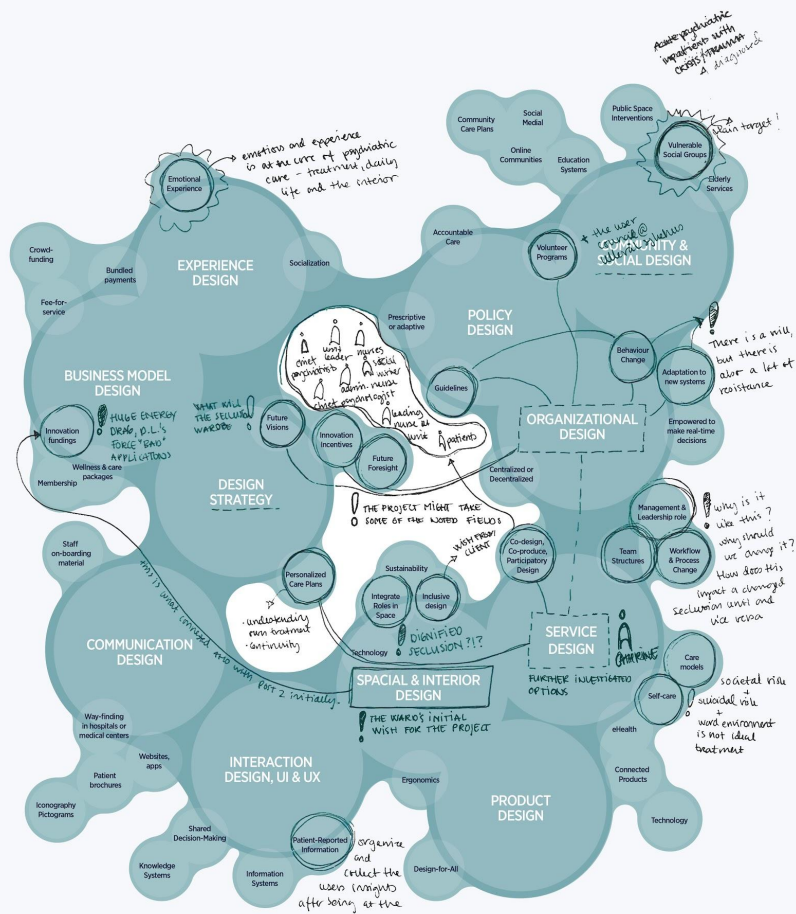 Acute psychiatric
inpatients with
CRISIS/TRAUMA
diagnosed
Community
Care Plans
Social
Medial
Online
Communities
Education
Systems
Public Space
Interventions
Vulnerable
Social Groups
Main target!
Elderly
Services
emotions and experience
is at the core of psychiatric
care - treatment, daily
life and the interior
Emotional
Experience
Crowd-
funding
Bundled
payments
Fee-for-
service
EXPERIENCE
DESIGN
Socialization
Accountable
Care
Volunteer
Programs
+ the user
COMMUNITY &
SOCIAL DESIGN
Prescriptive
or adaptive
POLICY
DESIGN
Behaviour
Change
Adaptation to
new systems
There is a will,
but there is
also a lot of
resistance
Empowered to
make real-time
decisions
chief
psychiatrist
unit
leader
nurses
social
admin. nurse
chief psychologist
leading
nurse at
unit
patients
Guidelines
ORGANIZATIONAL
DESIGN
Centralized or
Decentralized
BUSINESS MODEL
DESIGN
Innovation
fundings
HUGE ENERGY
DRAG, D.L.'S
FORCE "BAD"
APPLICATIONS
Membership
Wellness & care
packages
WHAT WILL
THE SECLUSION
WARD BE
Future
Visions
Innovation
Incentives
Future
Foresight
DESIGN
STRATEGY
THE PROJECT MIGHT TAKE
SOME OF THE NOTED FIELDS
WISH FROM
CLIENT
Co-design,
Co-produce,
Participatory
Design
Management &
Leadership role
Team
Structures
Workflow &
Process
Change
why is it
like this?
why should
we change it?
How does this
impact a changed
seclusion unit and
vice versa
Staff
on-boarding
material
this is what connected also with Post 2 initially.
Personalized
Care Plans
understanding
own treatment
continunity
Sustainability
Integrate
Roles in
Space
Inclusive
design
DIGNIFIED
SECLUSION?!?
Technology
COMMUNICATION
DESIGN
SPACIAL & INTERIOR
DESIGN
THE WARD'S INITIAL
WISH FOR THE PROJECT
SERVICE
DESIGN
CATHRINE
FURTHER INVESTIGATED
OPTIONS
Care
models
Self-care
societal risk
+
suicidal risk
+
ward environment
is not ideal
treatment
eHealth
Connected
Products
Technology
Way-finding
in hospitals or
medical centers
Websites,
apps
Patient
brochures
Iconography
Pictograms
INTERACTION
DESIGN, UI & UX
Ergonomics
PRODUCT
DESIGN
Shared
Decision-Making
Knowledge
Systems
Information
Systems
Patient-Reported
Information
organize
and
collect the
users insights
after being at the
Design-for-All